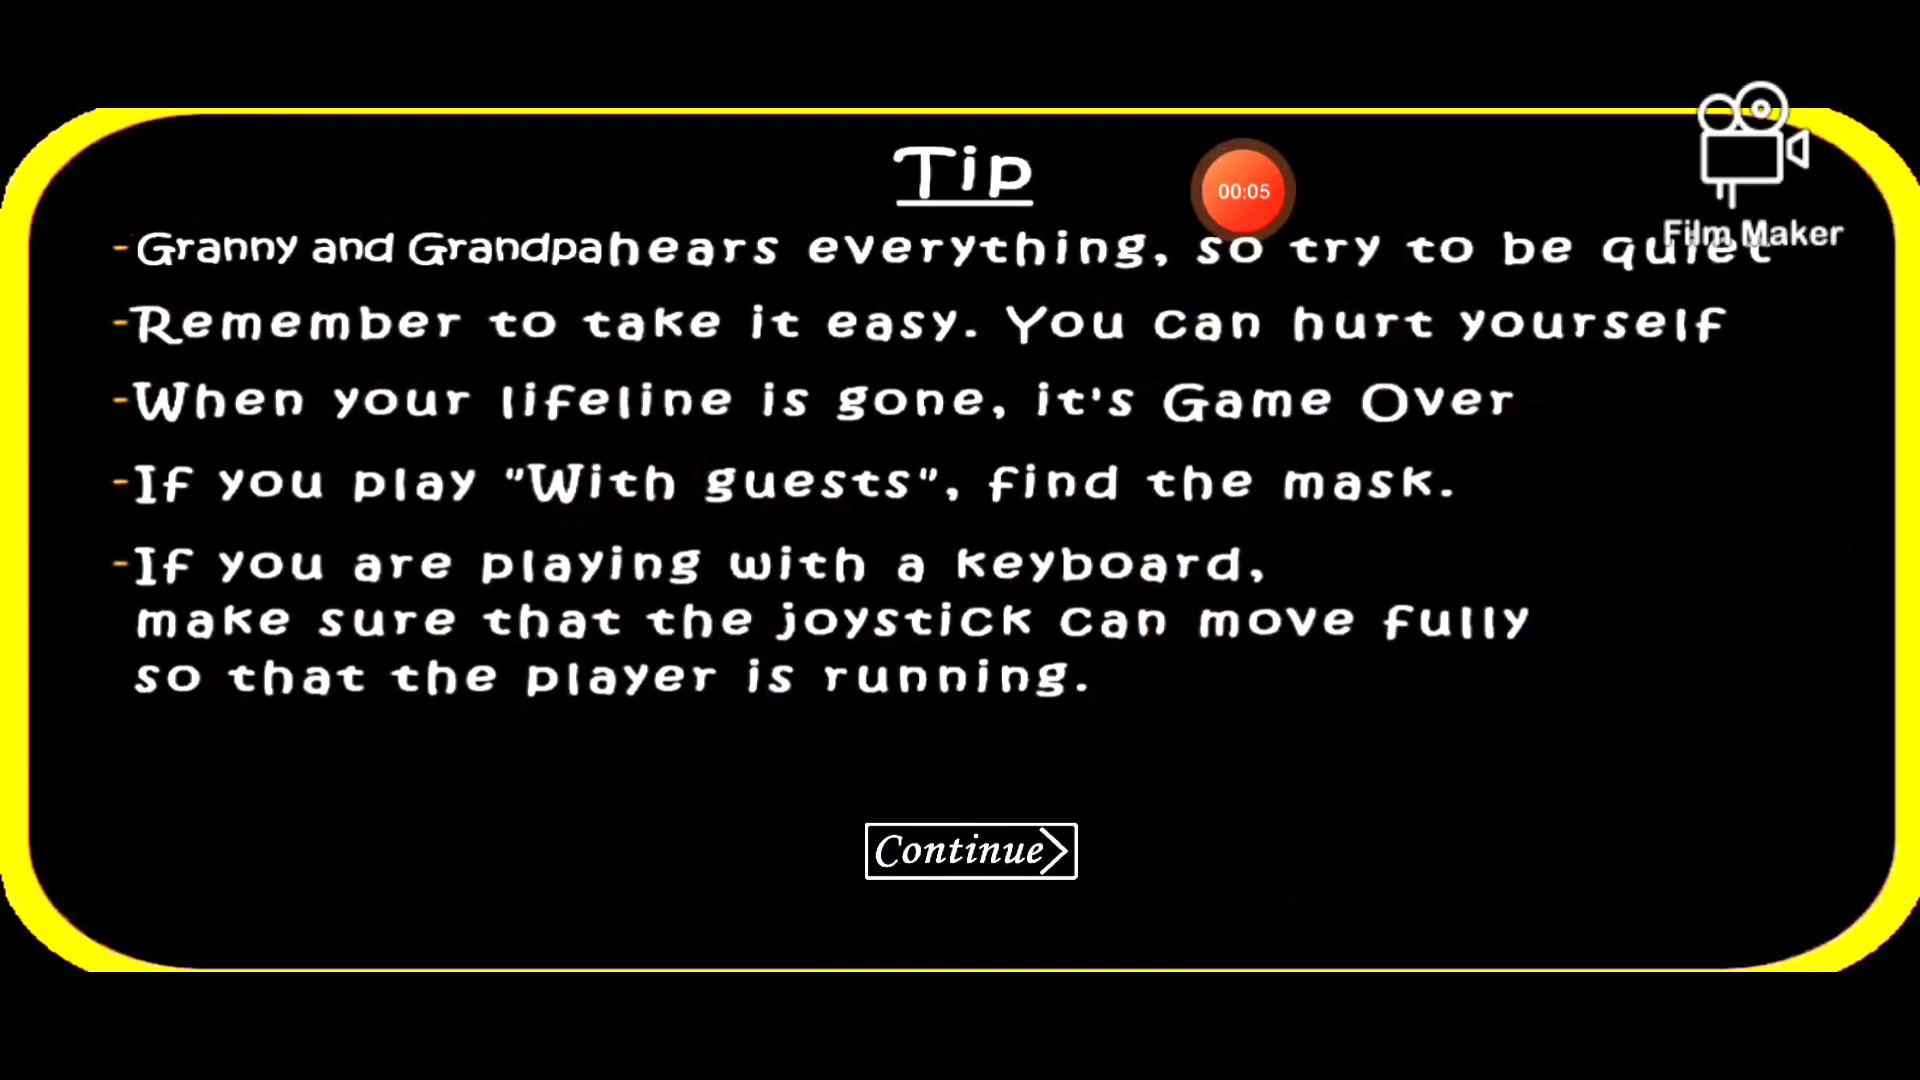 Tip
00:05
Film Maker
-Granny and Grandpahears everything, so try to be quiet
-Remember to take it easy. You can hurt yourself
-When your lifeline is gone, it's Game Over
-If you play "With guests", find the mask.
-If you are playing with a keyboard,
make sure that the joystick can move fully
so that the player is running.
Continue